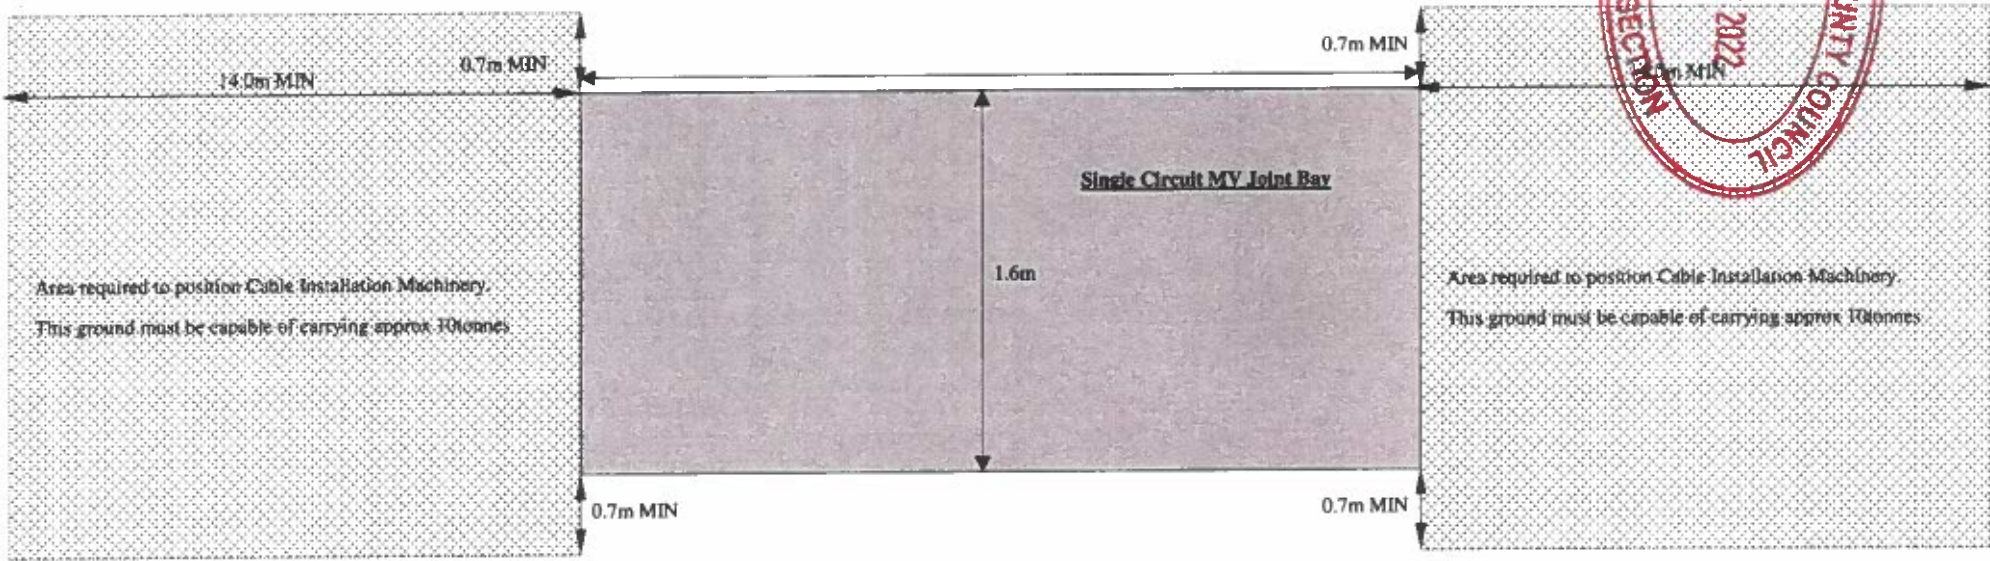 0.7m MIN
0.7m MIN
14.0m MIN
MIN
Single Circuit MV Joint Bay
1.6m
Area required to position Cable Installation Machinery.
This ground must be capable of carrying approx 10tonnes
Area required to position Cable Installation Machinery.
This ground must be capable of carrying approx 10tonnes
0.7m MIN
0.7m MIN
2022
SECTION
UNTY COUNCIL